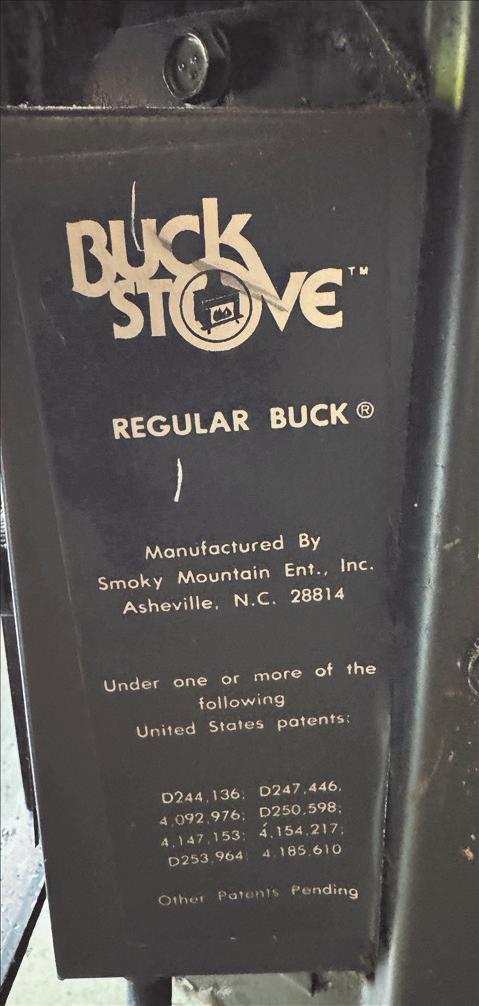 BUCK
STOVE™
REGULAR BUCK®
Manufactured By
Smoky Mountain Ent., Inc.
Asheville, N.C. 28814
Under one or more of the
following
United States patents:
D244,136; D247,446,
4,092,976; D250,598;
4,147,153; 4,154,217;
D253,964; 4,185,610
Other Patents Pending